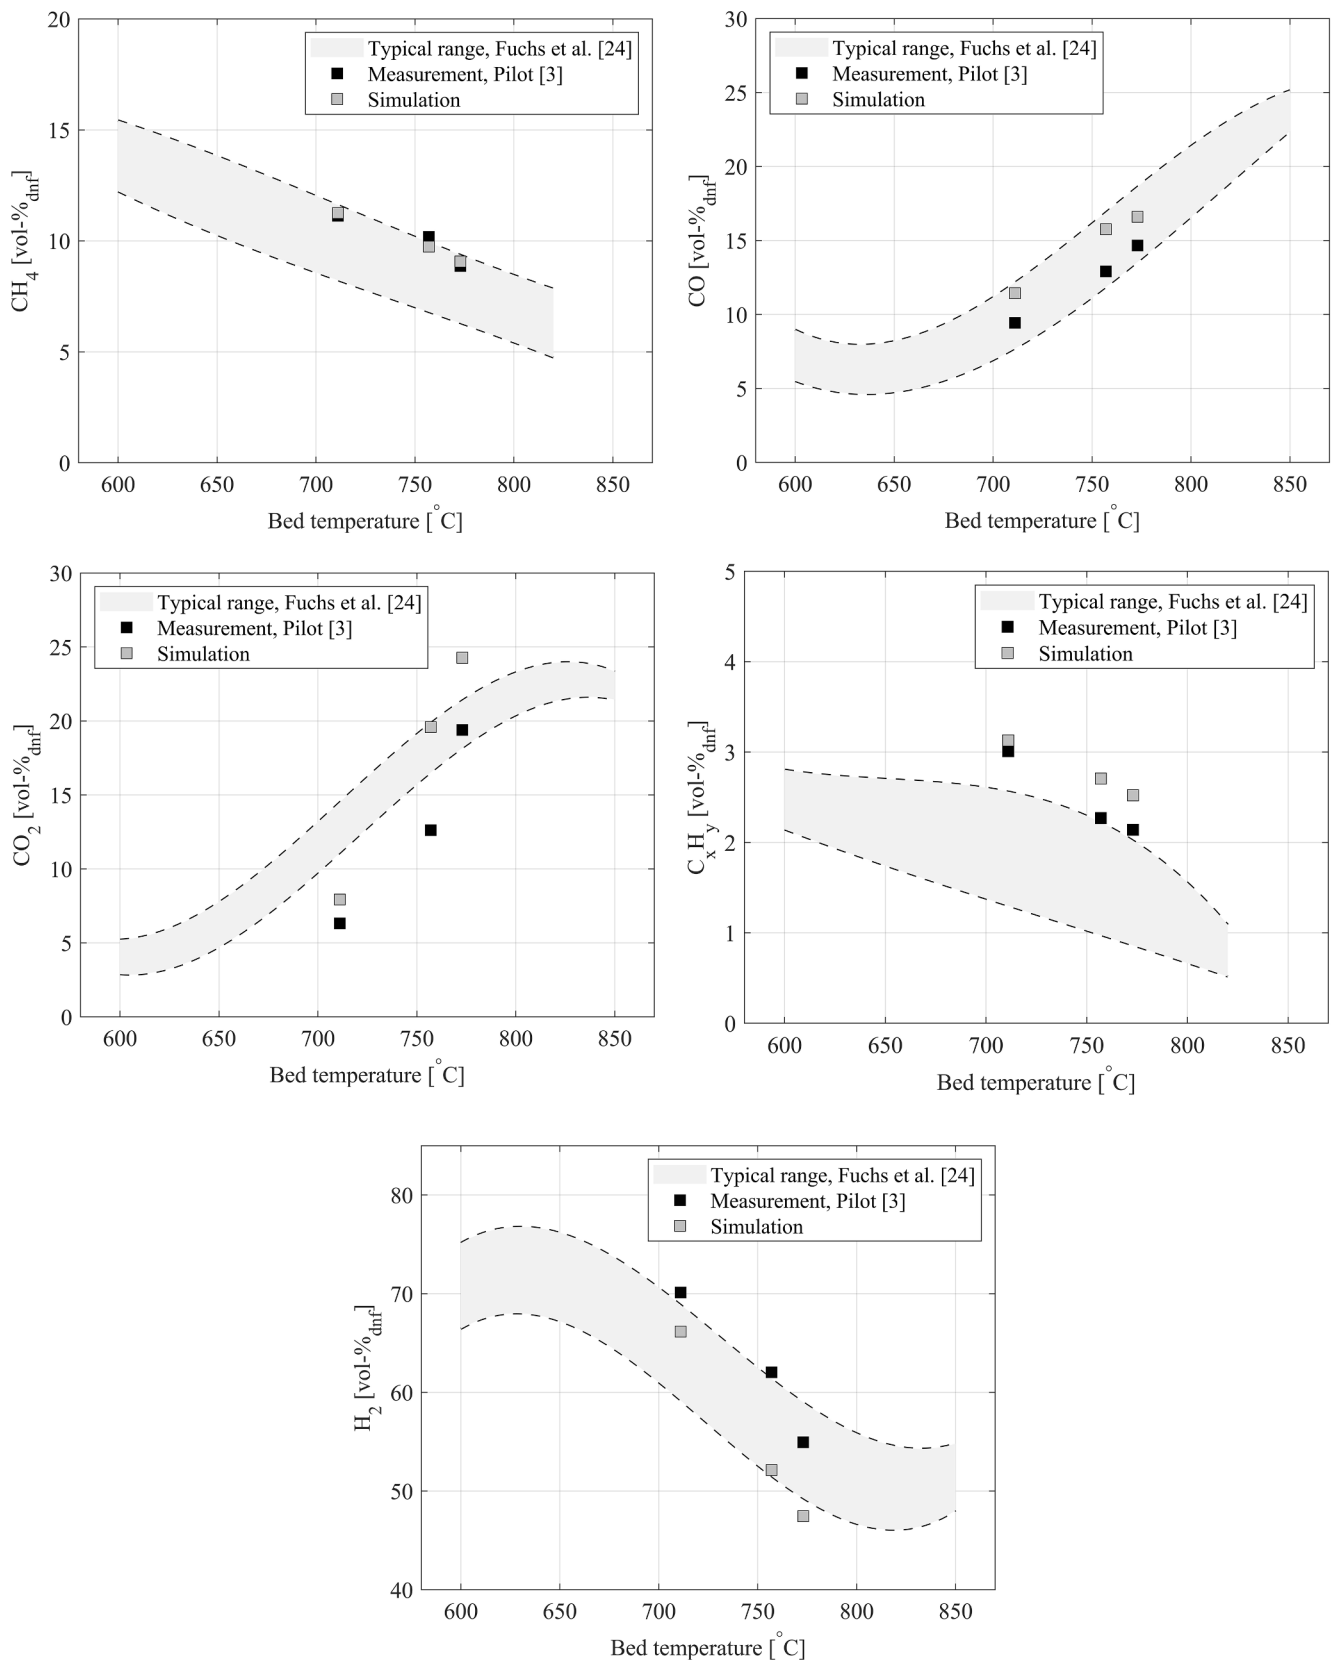 20
15
10
5
0
CH4 [vol-%dnf]
Typical range, Fuchs et al. [24]
Measurement, Pilot [3]
Simulation
600 650 700 750 800 850
Bed temperature [°C]
30
25
20
15
10
5
0
CO [vol-%dnf]
Typical range, Fuchs et al. [24]
Measurement, Pilot [3]
Simulation
600 650 700 750 800 850
Bed temperature [°C]
30
25
20
15
10
5
0
CO2 [vol-%dnf]
Typical range, Fuchs et al. [24]
Measurement, Pilot [3]
Simulation
600 650 700 750 800 850
Bed temperature [°C]
5
4
3
2
1
0
CxHy [vol-%dnf]
Typical range, Fuchs et al. [24]
Measurement, Pilot [3]
Simulation
600 650 700 750 800 850
Bed temperature [°C]
80
70
60
50
40
H2 [vol-%dnf]
Typical range, Fuchs et al. [24]
Measurement, Pilot [3]
Simulation
600 650 700 750 800 850
Bed temperature [°C]